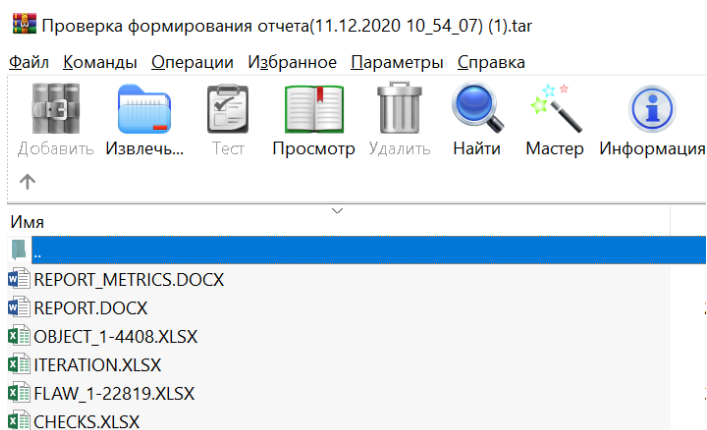 Проверка формирования отчета(11.12.2020 10_54_07) (1).tar
Файл Команды Операции Избранное Параметры Справка
Добавить Извлечь... Тест Просмотр Удалить Найти Мастер Информация
Имя
..
REPORT_METRICS.DOCX
REPORT.DOCX
OBJECT_1-4408.XLSX
ITERATION.XLSX
FLAW_1-22819.XLSX
CHECKS.XLSX